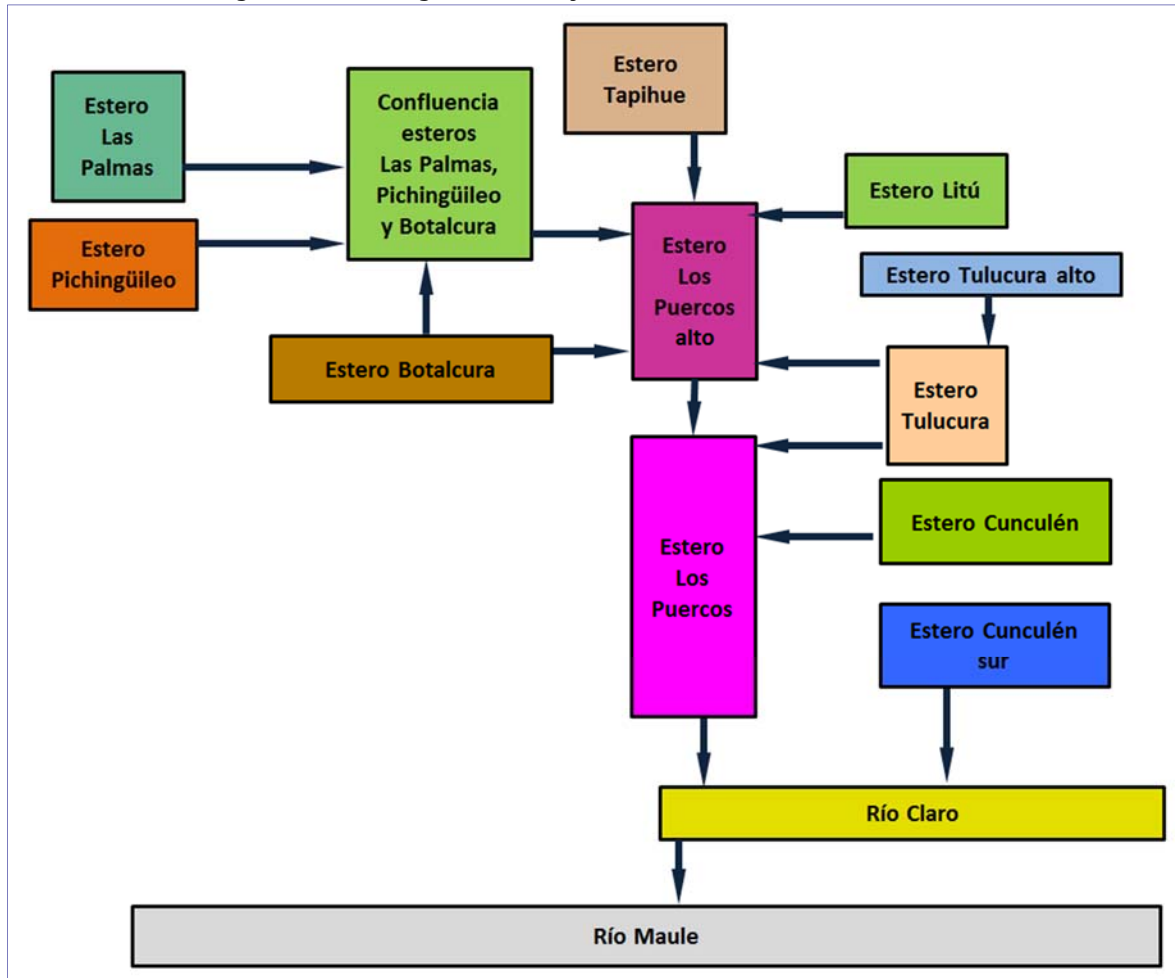 Estero
Tapihue
Estero
Las
Palmas
Confluencia
esteros
Las Palmas,
Pichingüileo
y Botalcura
Estero Litú
Estero
Pichingüileo
Estero
Los
Puercos
alto
Estero Tulucura alto
Estero Botalcura
Estero
Tulucura
Estero Cunculén
Estero
Los
Puercos
Estero Cunculén
sur
Río Claro
Río Maule